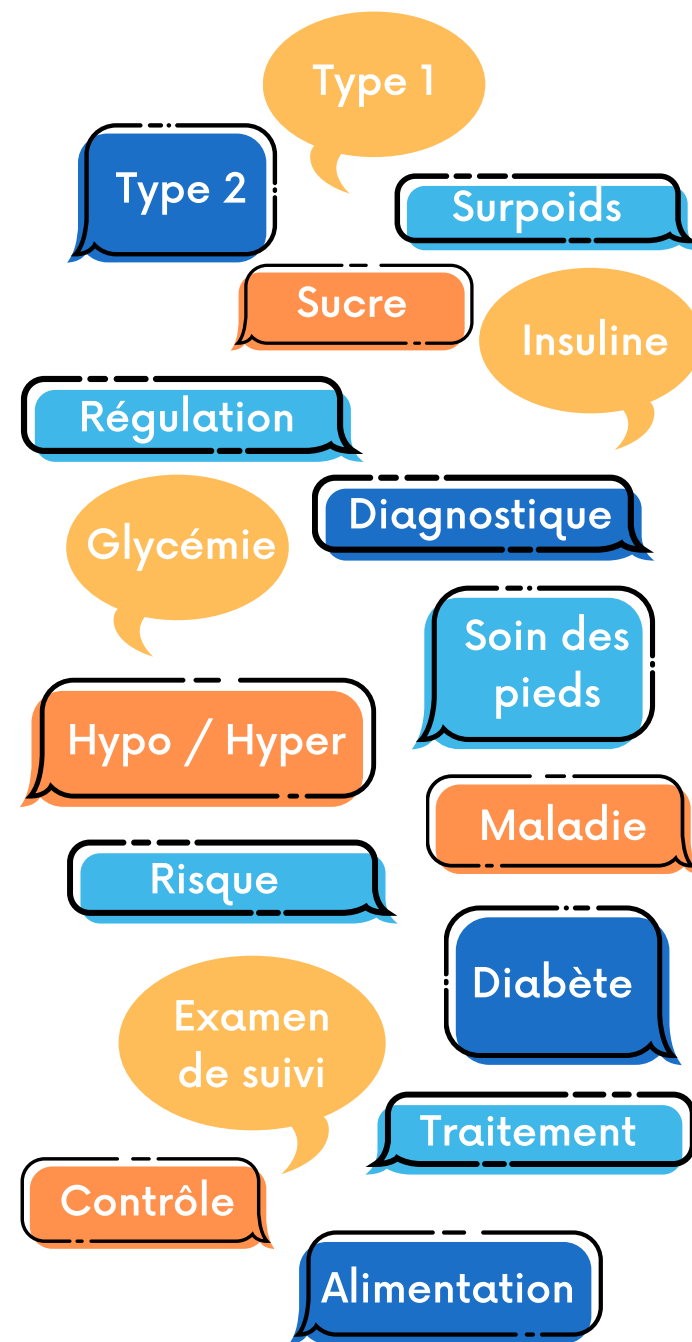 Type 1
Type 2
Surpoids
Sucre
Insuline
Régulation
Diagnostique
Glycémie
Soin des
pieds
Hypo / Hyper
Maladie
Risque
Diabète
Examen
de suivi
Traitement
Contrôle
Alimentation